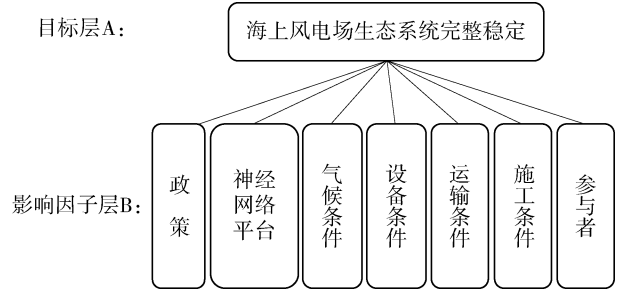 目标层A：
海上风电场生态系统完整稳定
影响因子层B：
政策
神经
网络
平台
气候条件
设备条件
运输条件
施工条件
参与者